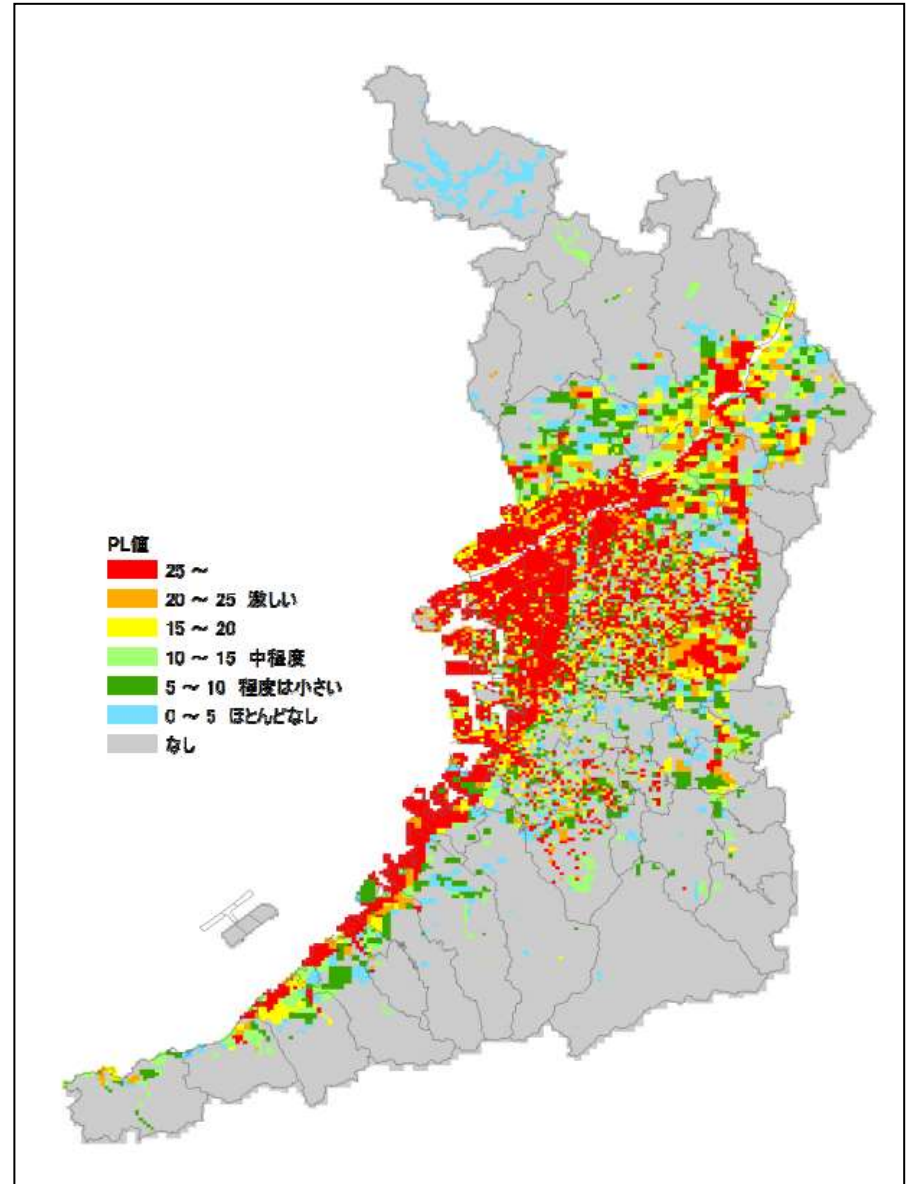 PL値
25 ～
20 ～ 25 激しい
15 ～ 20
10 ～ 15 中程度
5 ～ 10 程度は小さい
0 ～ 5 ほとんどなし
なし